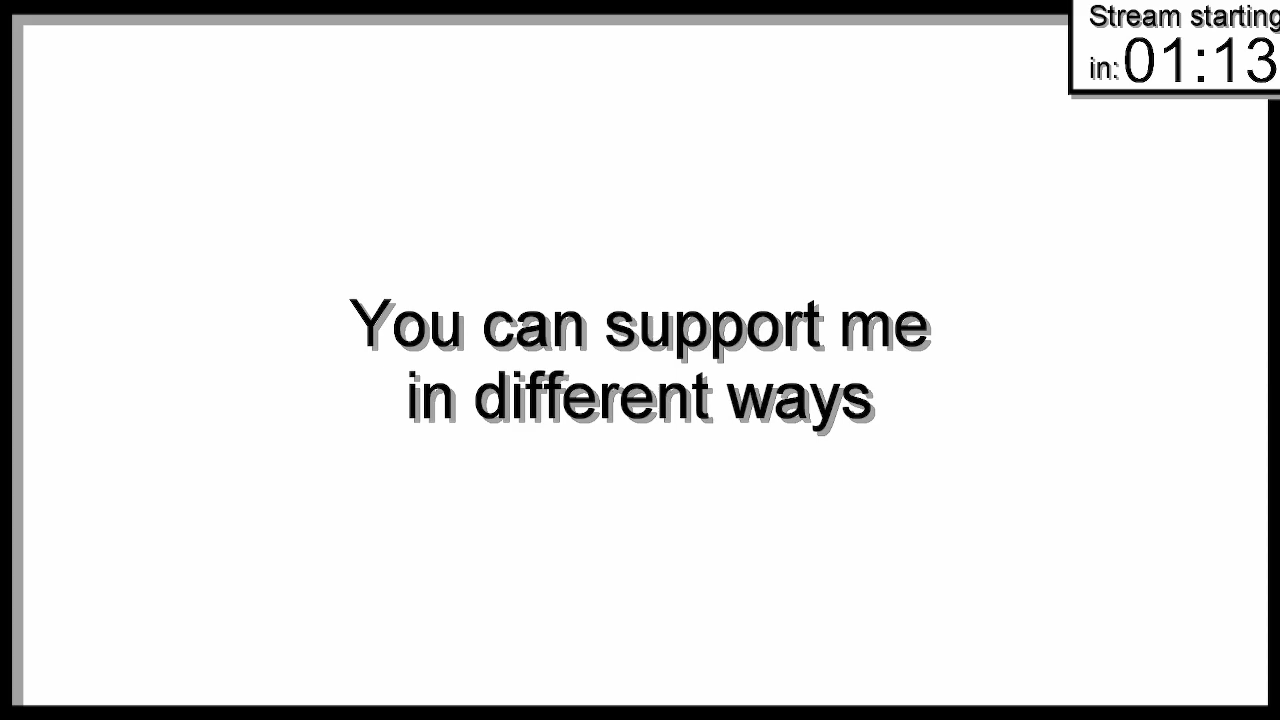 Stream starting
in: 01:13
You can support me
in different ways